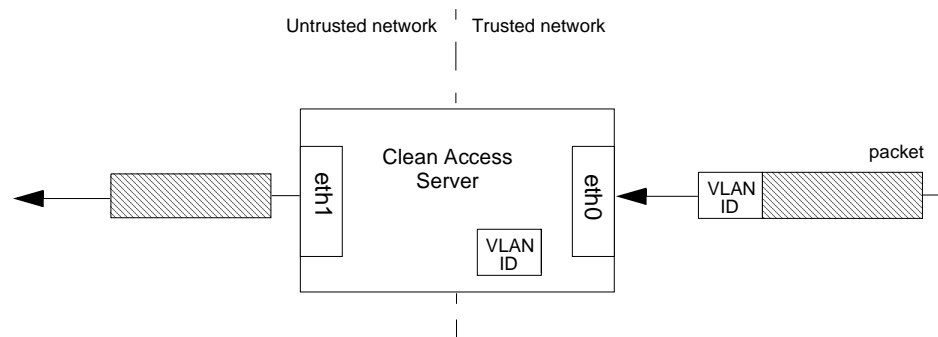 Untrusted network
Trusted network
Clean Access
Server
packet
eth1
eth0
VLAN
ID
VLAN
ID